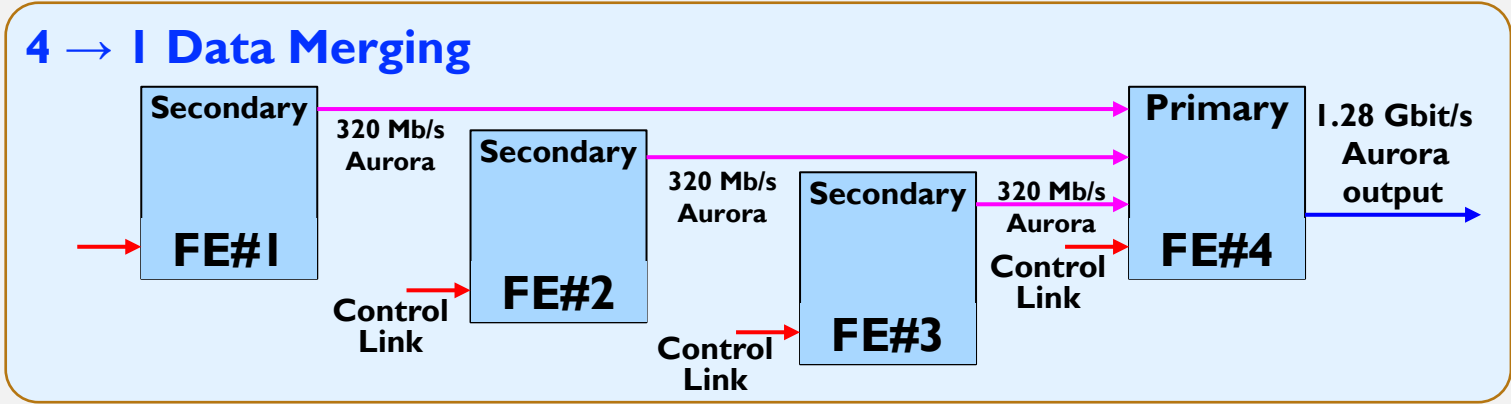 4 → 1 Data Merging
Secondary
FE#1
320 Mb/s
Aurora
Secondary
FE#2
Control
Link
320 Mb/s
Aurora
Secondary
FE#3
Control
Link
320 Mb/s
Aurora
Control
Link
Primary
FE#4
1.28 Gbit/s
Aurora
output